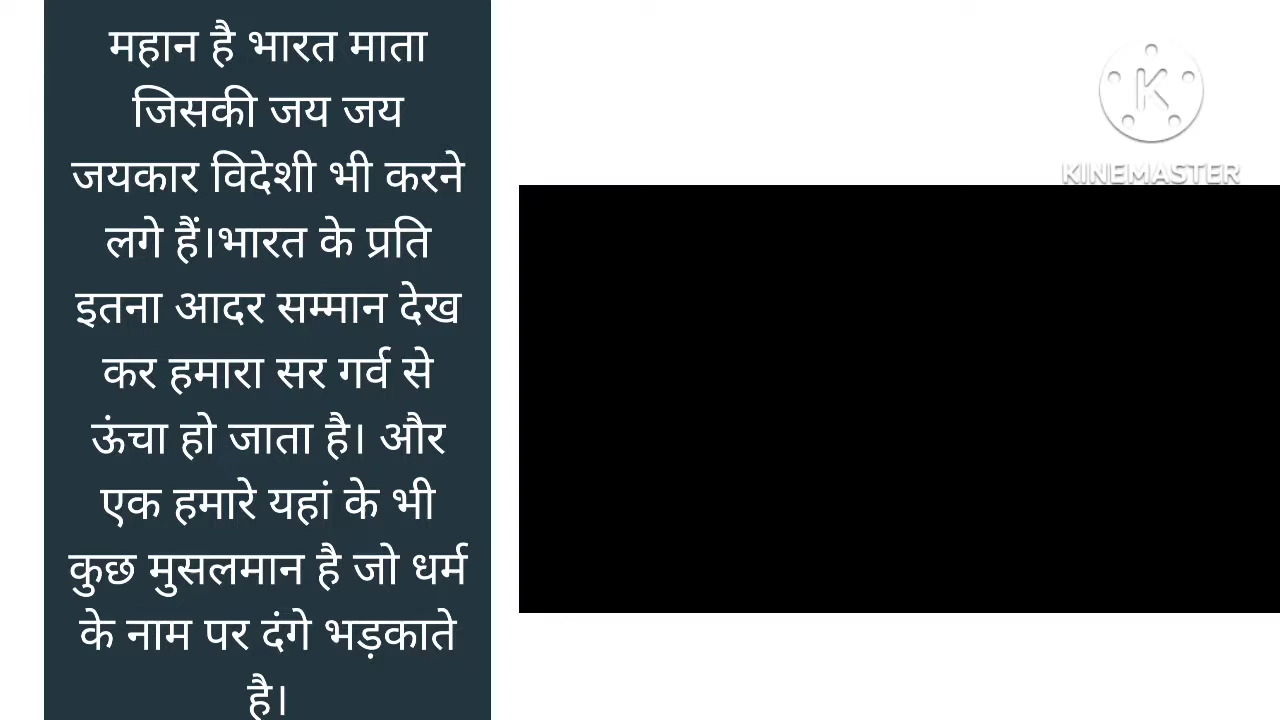 महान है भारत माता
जिसकी जय जय
जयकार विदेशी भी करने
लगे हैं।भारत के प्रति
इतना आदर सम्मान देख
कर हमारा सर गर्व से
ऊंचा हो जाता है। और
एक हमारे यहां के भी
कुछ मुसलमान है जो धर्म
के नाम पर दंगे भड़काते
है।
K
KINEMASTER